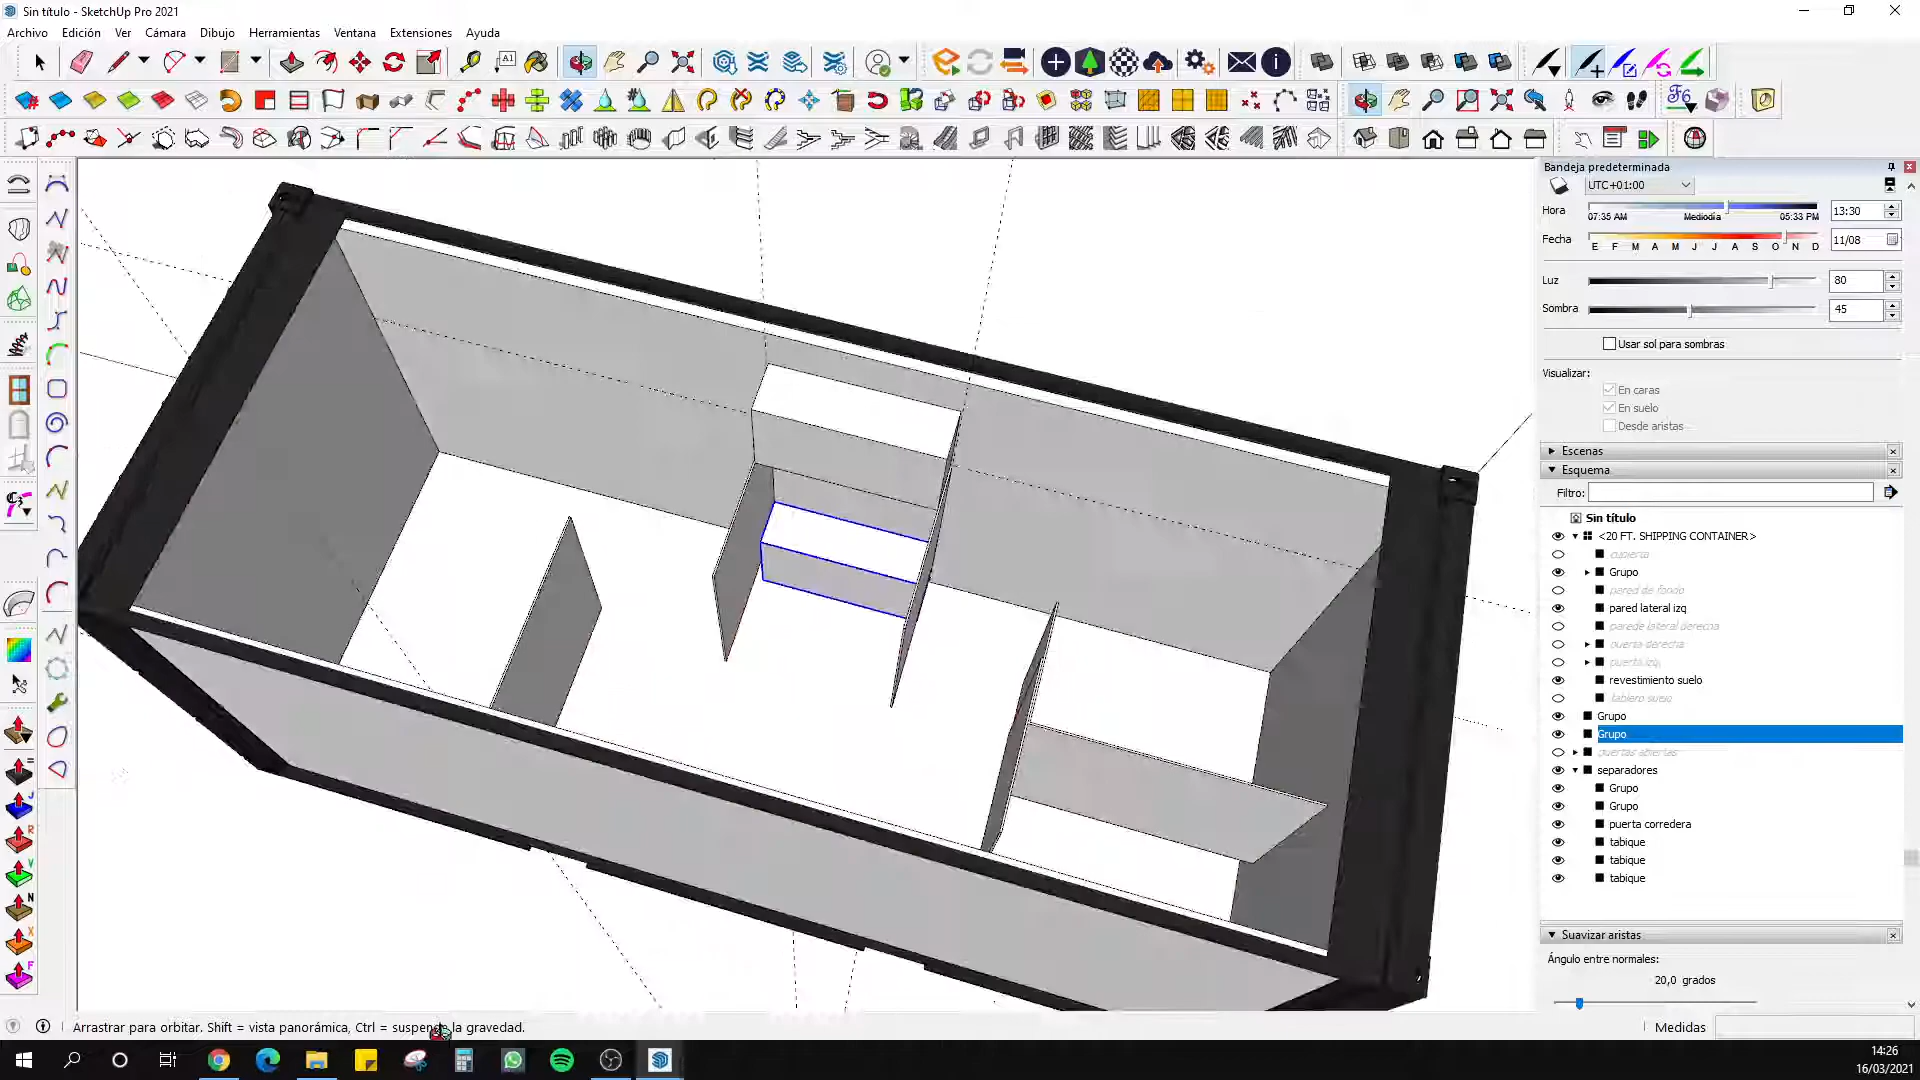 Sin título - SketchUp Pro 2021
Archivo Edición Ver Cámara Dibujo Herramientas Ventana Extensiones Ayuda
Bandeja predeterminada
UTC+01:00
Hora 07:35 AM Mediodía 05:33 PM 13:30
Fecha E F M A M J J A S O N D 11/08
Luz 80
Sombra 45
Usar sol para sombras
Visualizar:
En caras
En suelo
Desde aristas
Escenas
Esquema
Filtro:
Sin título
<20 FT. SHIPPING CONTAINER>
cubierta
Grupo
pared de fondo
pared lateral izq
parede lateral derecha
puerta derecha
puerta izq.
revestimiento suelo
tablero suelo
Grupo
Grupo
puertas abiertas
separadores
Grupo
Grupo
puerta corredera
tabique
tabique
tabique
Suavizar aristas
Ángulo entre normales:
20,0 grados
Arrastrar para orbitar. Shift = vista panorámica, Ctrl = suspende la gravedad.
Medidas
14:26
16/03/2021